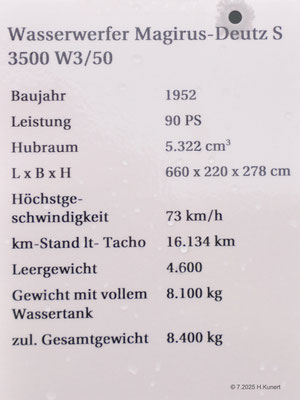 Wasserwerfer Magirus-Deutz S
3500 W3/50
Baujahr 1952
Leistung 90 PS
Hubraum 5.322 cm³
L x B x H 660 x 220 x 278 cm
Höchstge-
schwindigkeit 73 km/h
km-Stand lt- Tacho 16.134 km
Leergewicht 4.600
Gewicht mit vollem 8.100 kg
Wassertank
zul. Gesamtgewicht 8.400 kg
© 7.2025 H.Kunert